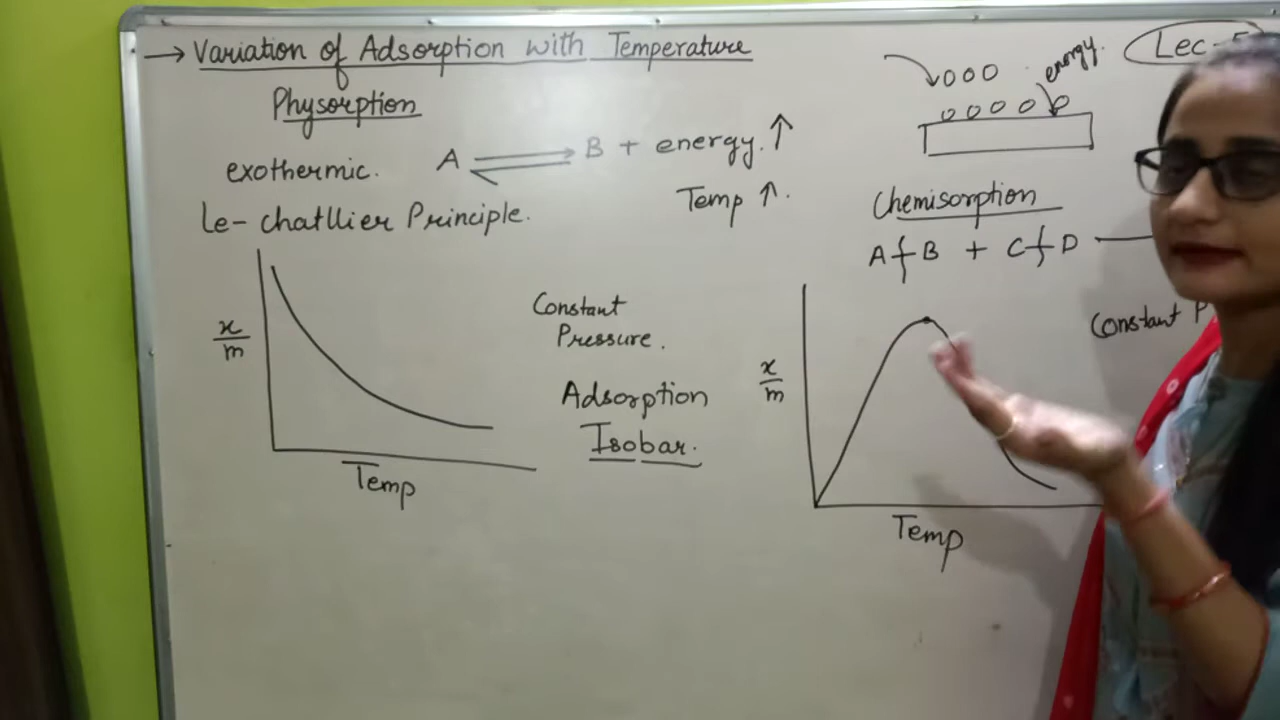 → Variation of Adsorption with Temperature
Physorption
exothermic. A ⇌ B + energy. ↑
Temp ↑.
Le-chatllier Principle.
x/m
Temp
Constant
Pressure.
Adsorption
Isobar.
Lec-5
energy.
Chemisorption
A B + C D
Constant P
x/m
Temp